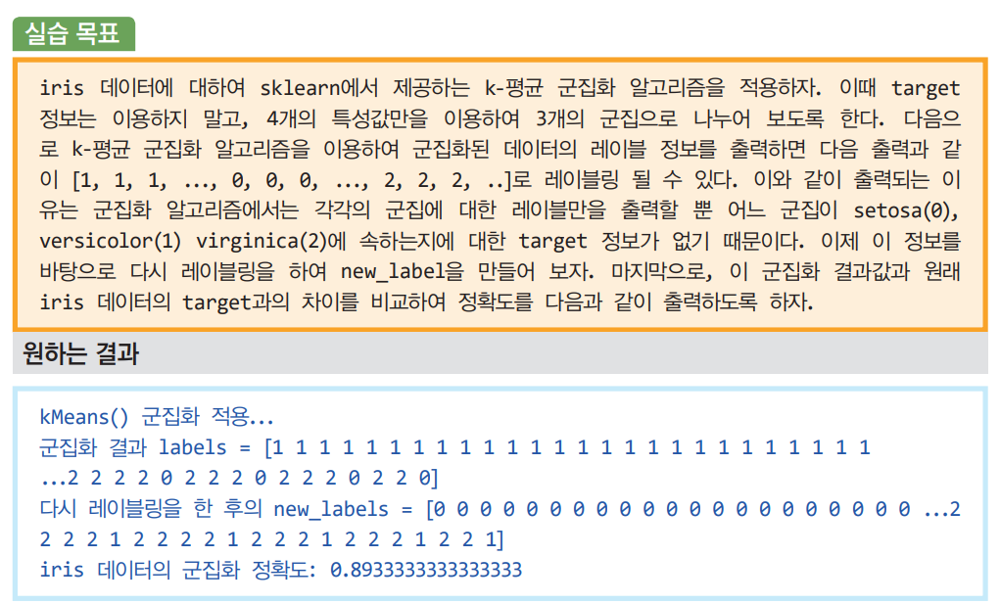 실습 목표
iris 데이터에 대하여 sklearn에서 제공하는 k-평균 군집화 알고리즘을 적용하자. 이때 target
정보는 이용하지 말고, 4개의 특성값만을 이용하여 3개의 군집으로 나누어 보도록 한다. 다음으
로 k-평균 군집화 알고리즘을 이용하여 군집화된 데이터의 레이블 정보를 출력하면 다음 출력과 같
이 [1, 1, 1, ..., 0, 0, 0, ..., 2, 2, 2, ..]로 레이블링 될 수 있다. 이와 같이 출력되는 이
유는 군집화 알고리즘에서는 각각의 군집에 대한 레이블만을 출력할 뿐 어느 군집이 setosa(0),
versicolor(1) virginica(2)에 속하는지에 대한 target 정보가 없기 때문이다. 이제 이 정보를
바탕으로 다시 레이블링을 하여 new_label을 만들어 보자. 마지막으로, 이 군집화 결과값과 원래
iris 데이터의 target과의 차이를 비교하여 정확도를 다음과 같이 출력하도록 하자.
원하는 결과
kMeans() 군집화 적용...
군집화 결과 labels = [1 1 1 1 1 1 1 1 1 1 1 1 1 1 1 1 1 1 1 1 1 1 1 1 1 1
...2 2 2 2 0 2 2 2 0 2 2 2 0 2 2 0]
다시 레이블링을 한 후의 new_labels = [0 0 0 0 0 0 0 0 0 0 0 0 0 0 0 0 0 0 0 0 0 ...2
2 2 2 1 2 2 2 2 1 2 2 2 1 2 2 2 1 2 2 1]
iris 데이터의 군집화 정확도: 0.8933333333333333